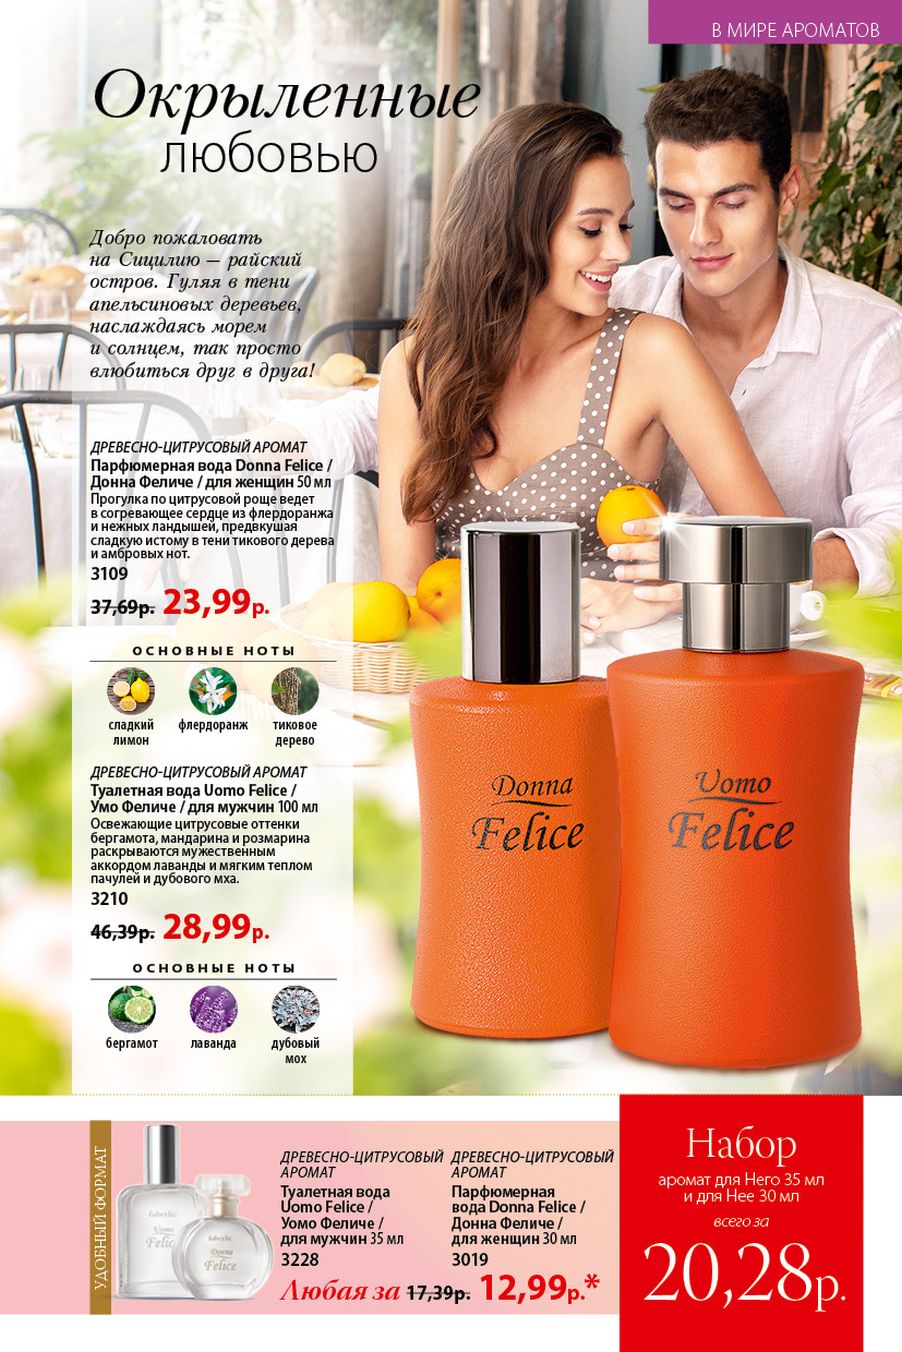 В МИРЕ АРОМАТОВ
Окрыленные
ЛЮБОВЬЮ
Добро пожаловать
на Сицилию – райский
остров. Гуляя в тени
апельсиновых деревьев,
наслаждаясь морем
и солнцем, так просто
влюбиться друг в друга!
ДРЕВЕСНО-ЦИТРУСОВЫЙ АРОМАТ
Парфюмерная вода Donna Felice /
Донна Феличе / для женщин 50 мл
Прогулка по цитрусовой роще ведет
в согревающее сердце из флердоранжа
и нежных ландышей, предвкушая
сладкую истому в тени тикового дерева
и амбровых нот.
3109
37,69р. 23,99р.
ОСНОВНЫЕ НОТЫ
сладкий лимон
флердоранж
тиковое дерево
ДРЕВЕСНО-ЦИТРУСОВЫЙ АРОМАТ
Туалетная вода Uomo Felice /
Умо Феличе / для мужчин 100 мл
Освежающие цитрусовые оттенки
бергамота, мандарина и розмарина
раскрываются мужественным
аккордом лаванды и мягким теплом
пачулей и дубового мха.
3210
46,39р. 28,99р.
ОСНОВНЫЕ НОТЫ
бергамот
лаванда
дубовый мох
Donna
Felice
Uomo
Felice
УДОБНЫЙ ФОРМАТ
faberlic
Uomo
Felice
faberlic
Donna
Felice
ДРЕВЕСНО-ЦИТРУСОВЫЙ
АРОМАТ
Туалетная вода
Uomo Felice /
Уомо Феличе /
для мужчин 35 мл
3228
ДРЕВЕСНО-ЦИТРУСОВЫЙ
АРОМАТ
Парфюмерная
вода Donna Felice /
Донна Феличе /
для женщин 30 мл
3019
Любая за 17,39р. 12,99р.*
Набор
аромат для Него 35 мл
и для Нее 30 мл
всего за
20,28р.